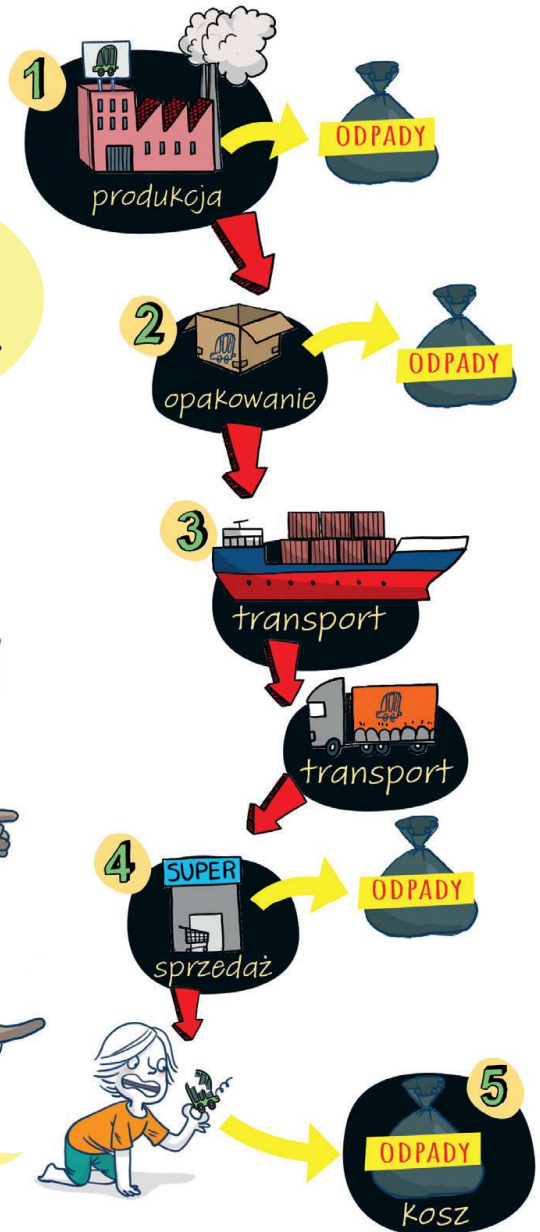 1
ODPADY
produkcja
2
ODPADY
opakowanie
3
transport
transport
4
SUPER
ODPADY
sprzedaż
5
ODPADY
kosz